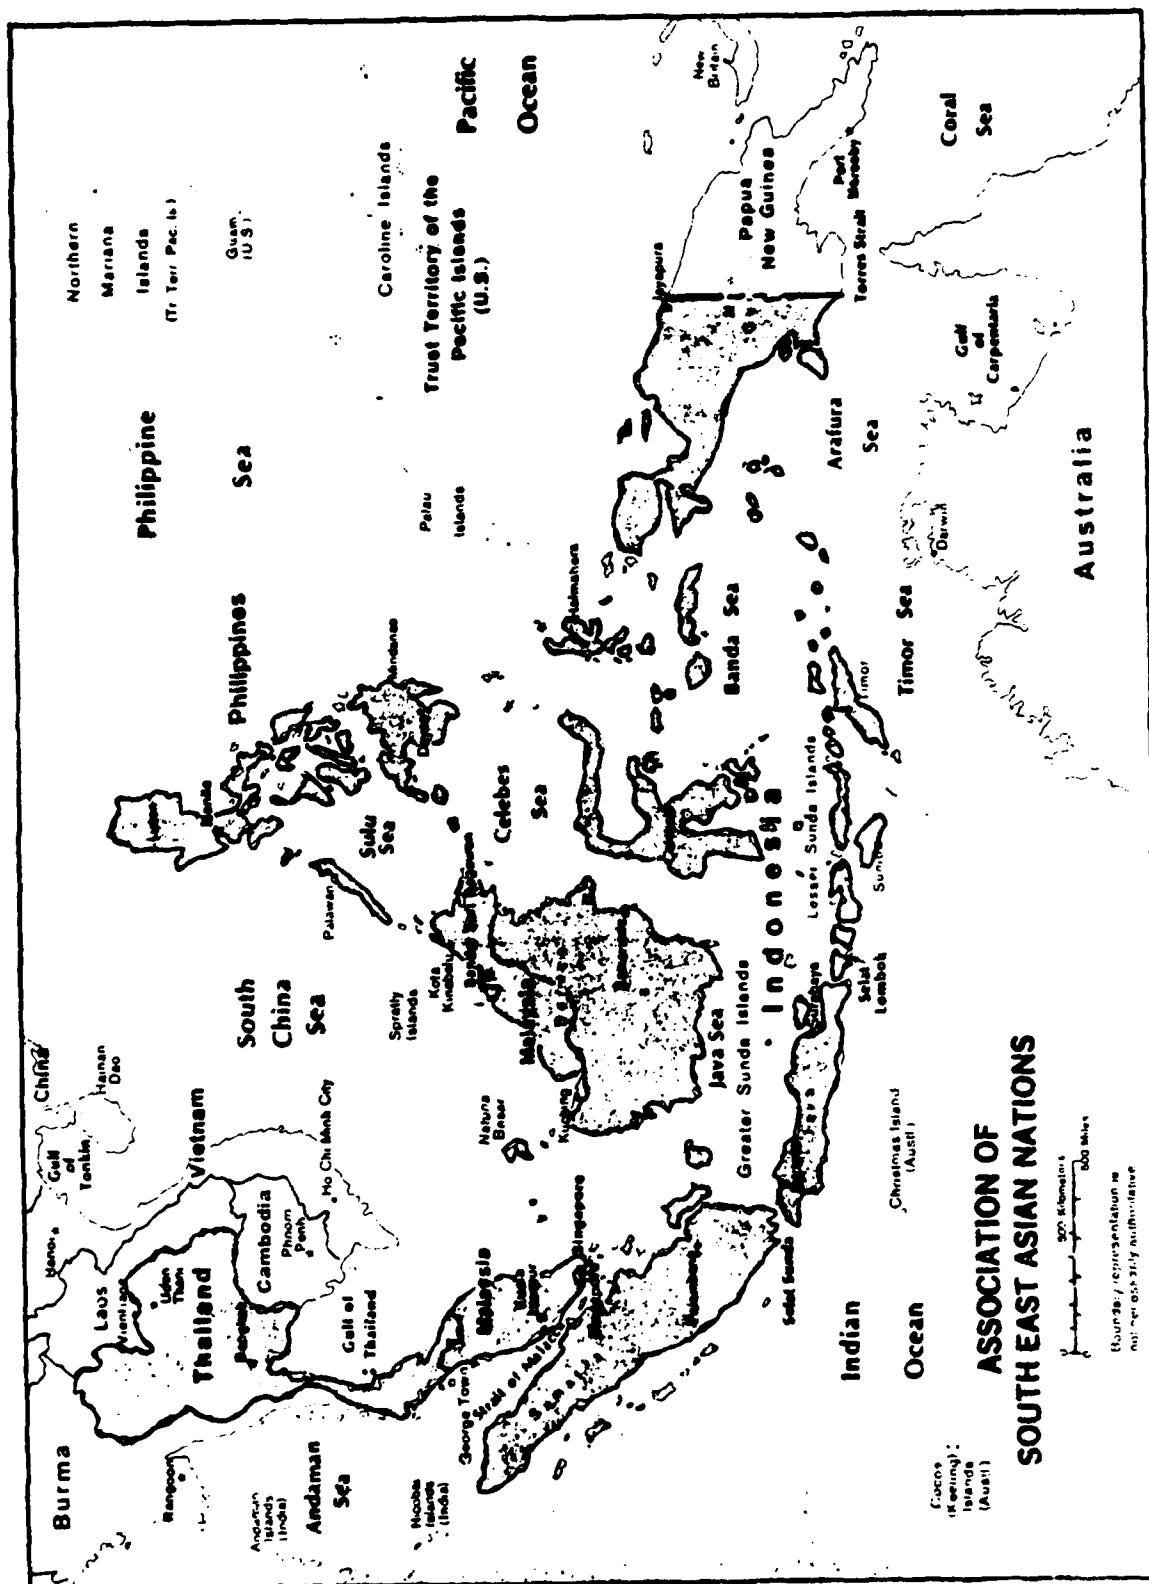 Burma
China
Hanoi
Gulf
of
Tonkin
Hainan
Dao
Laos
Vientiane
Rangoon
Udon
Thani
Thailand
Vietnam
Bangkok
Cambodia
Phnom
Penh
Ho Chi Minh City
Gulf of
Thailand
Andaman
Islands
(India)
Andaman
Sea
Nicobar
Islands
(India)
South
China
Sea
Luzon
Manila
Philippines
Philippine
Sea
Northern
Mariana
Islands
(Tr Terr Pac. Is)
Guam
(U S)
Palawan
Sulu
Sea
Mindanao
Spratly
Islands
Palau
Islands
Caroline Islands
Trust Territory of the
Pacific Islands
(U.S.)
Pacific
Ocean
George Town
Malaysia
Kuala
Lumpur
Strait of Malacca
Singapore
Natuna
Besar
Kota
Kinabalu
Malaysia
Kuching
Celebes
Sea
Halmahera
Java Sea
Greater Sunda Islands
Indonesia
Banda Sea
Jayapura
Papua
New Guinea
New
Britain
Port
Moresby
Torres Strait
Selat Sunda
Java
Surabaya
Selat
Lombok
Lesser Sunda Islands
Timor
Timor Sea
Arafura
Sea
Coral
Sea
Gulf
of
Carpentaria
Darwin
Australia
Indian
Ocean
Christmas Island
(Austl)
Cocos
(Keeling)
Islands
(Austl)
ASSOCIATION OF
SOUTH EAST ASIAN NATIONS
500 Kilometers
500 Miles
Boundary representation is
not necessarily authoritative